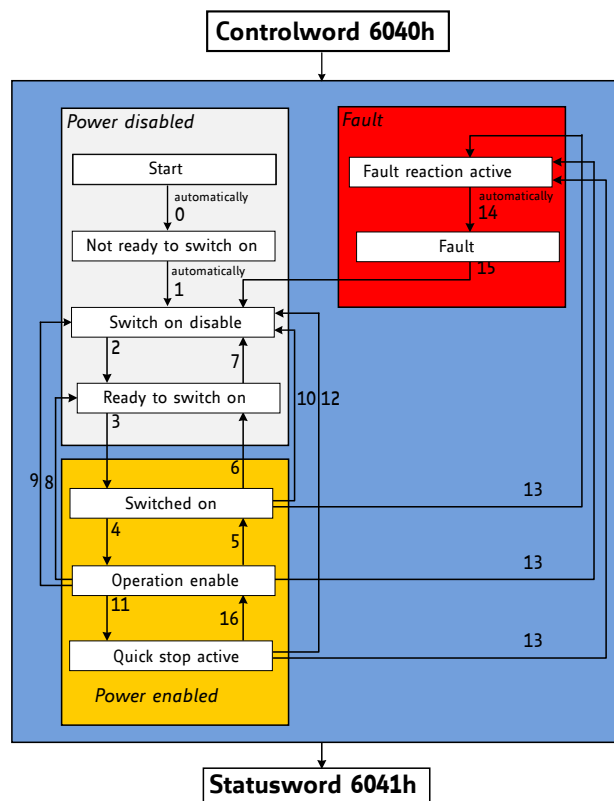 Controlword 6040h
Power disabled
Fault
Start
automatically
0
Not ready to switch on
automatically
1
Switch on disable
2
7
Ready to switch on
3
6
Fault reaction active
automatically
14
Fault
15
10
12
9
8
Switched on
4
5
Operation enable
11
16
Quick stop active
Power enabled
13
13
13
Statusword 6041h